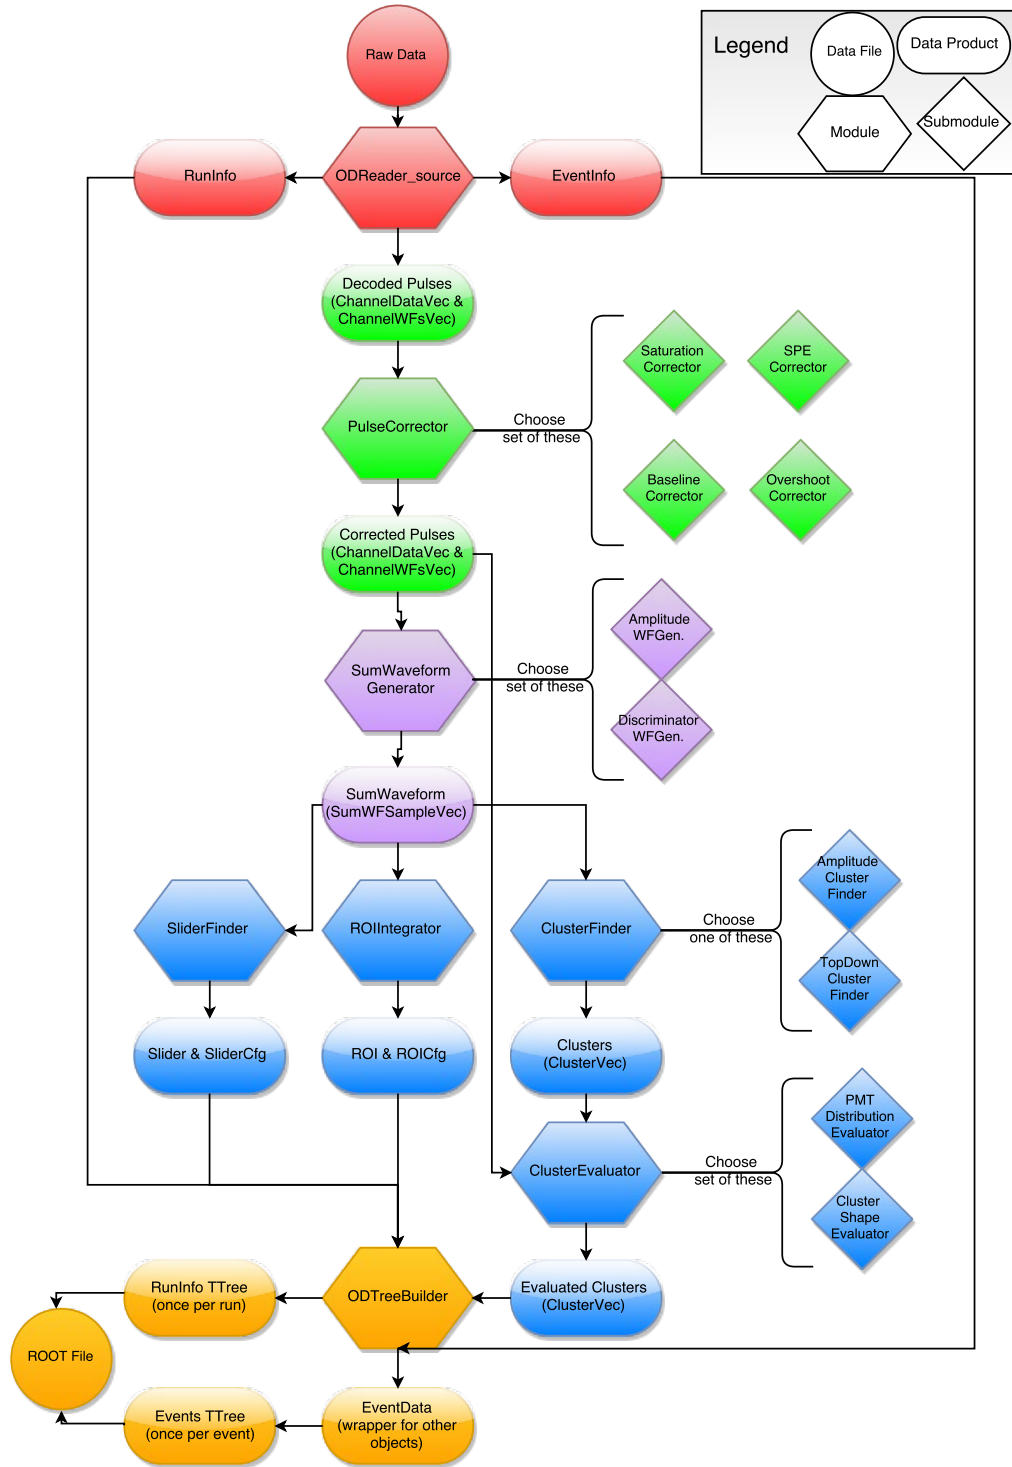 Raw Data
Legend
Data File
Data Product
Module
Submodule
RunInfo
ODReader_source
EventInfo
Decoded Pulses
(ChannelDataVec &
ChannelWFsVec)
Saturation
Corrector
SPE
Corrector
PulseCorrector
Choose
set of these
Baseline
Corrector
Overshoot
Corrector
Corrected Pulses
(ChannelDataVec &
ChannelWFsVec)
Amplitude
WFGen.
SumWaveform
Generator
Choose
set of these
Discriminator
WFGen.
SumWaveform
(SumWFSampleVec)
Amplitude
Cluster
Finder
SliderFinder
ROIIntegrator
ClusterFinder
Choose
one of these
TopDown
Cluster
Finder
Slider & SliderCfg
ROI & ROICfg
Clusters
(ClusterVec)
PMT
Distribution
Evaluator
ClusterEvaluator
Choose
set of these
Cluster
Shape
Evaluator
RunInfo TTree
(once per run)
ODTreeBuilder
Evaluated Clusters
(ClusterVec)
ROOT File
Events TTree
(once per event)
EventData
(wrapper for other
objects)